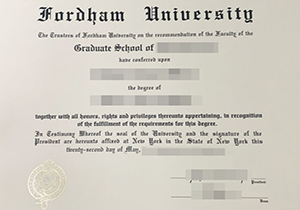 Fordham University
The Trustees of Fordham University on the recommendation of the Faculty of the
Graduate School of
have conferred upon
the degree of
together with all honors, rights and privileges thereunto appertaining, in recognition
of the fulfillment of the requirements for this degree.
In Testimony Whereof the seal of the University and the signature of the
President are hereunto affixed at New York in the State of New York this
twenty-second day of May,
President
Dean